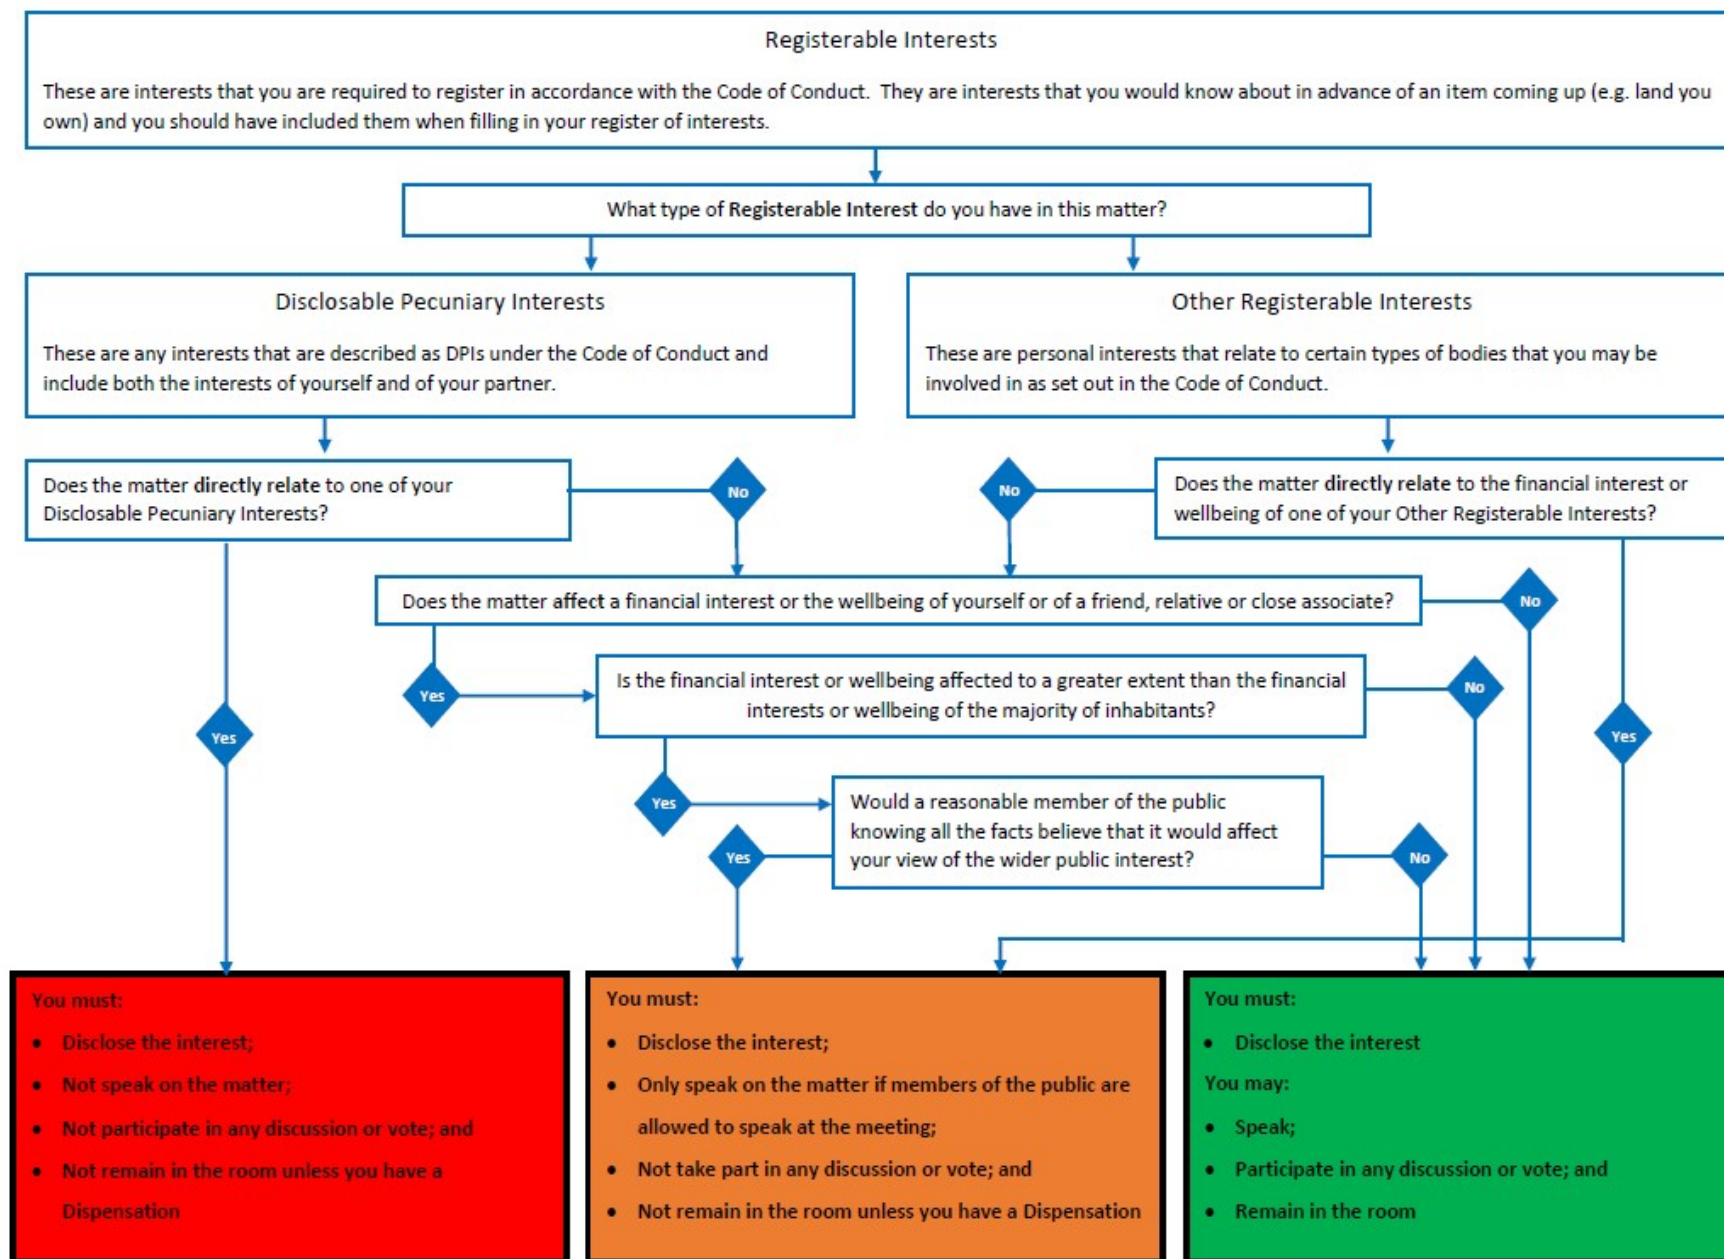 Registerable Interests
These are interests that you are required to register in accordance with the Code of Conduct.  They are interests that you would know about in advance of an item coming up (e.g. land you
own) and you should have included them when filling in your register of interests.
What type of Registerable Interest do you have in this matter?
Disclosable Pecuniary Interests
These are any interests that are described as DPIs under the Code of Conduct and
include both the interests of yourself and of your partner.
Other Registerable Interests
These are personal interests that relate to certain types of bodies that you may be
involved in as set out in the Code of Conduct.
Does the matter directly relate to one of your
Disclosable Pecuniary Interests?
No
No
Does the matter directly relate to the financial interest or
wellbeing of one of your Other Registerable Interests?
Does the matter affect a financial interest or the wellbeing of yourself or of a friend, relative or close associate?
No
Yes
Is the financial interest or wellbeing affected to a greater extent than the financial
interests or wellbeing of the majority of inhabitants?
No
Yes
Yes
Yes
Would a reasonable member of the public
knowing all the facts believe that it would affect
your view of the wider public interest?
Yes
No
You must:
• Disclose the interest;
• Not speak on the matter;
• Not participate in any discussion or vote; and
• Not remain in the room unless you have a
Dispensation
You must:
• Disclose the interest;
• Only speak on the matter if members of the public are
allowed to speak at the meeting;
• Not take part in any discussion or vote; and
• Not remain in the room unless you have a Dispensation
You must:
• Disclose the interest
You may:
• Speak;
• Participate in any discussion or vote; and
• Remain in the room